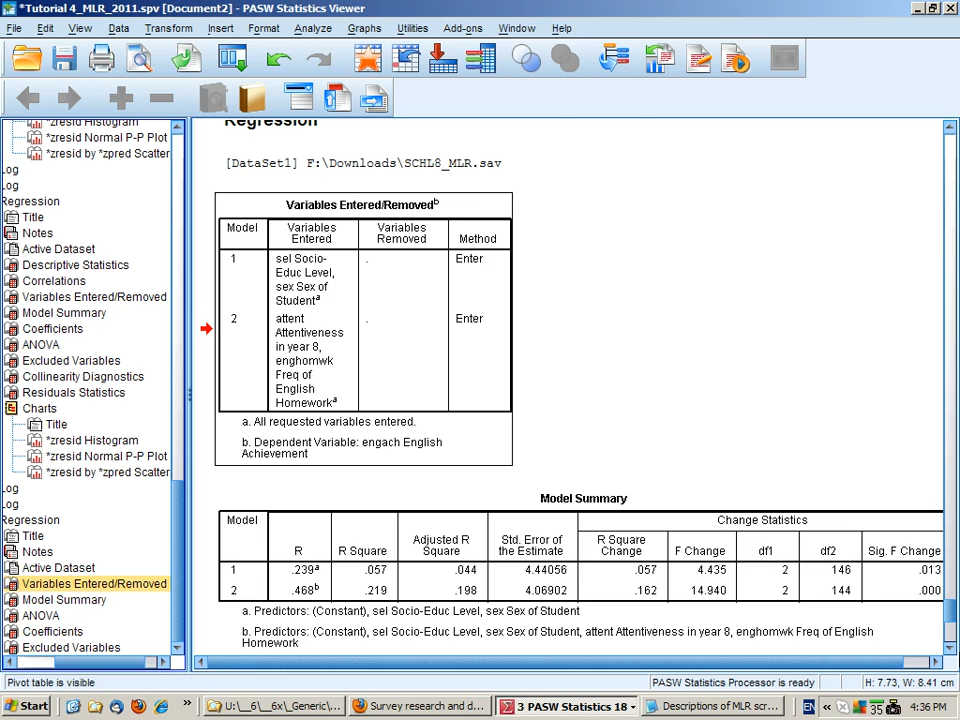 *Tutorial 4_MLR_2011.spv [Document2] - PASW Statistics Viewer
File Edit View Data Transform Insert Format Analyze Graphs Utilities Add-ons Window Help
*zresid Histogram
*zresid Normal P-P Plot
*zresid by *zpred Scatter
Log
Log
Regression
Title
Notes
Active Dataset
Descriptive Statistics
Correlations
Variables Entered/Removed
Model Summary
Coefficients
ANOVA
Excluded Variables
Collinearity Diagnostics
Residuals Statistics
Charts
Title
*zresid Histogram
*zresid Normal P-P Plot
*zresid by *zpred Scatter
Log
Log
Regression
Title
Notes
Active Dataset
Variables Entered/Removed
Model Summary
ANOVA
Coefficients
Excluded Variables
Regression
[DataSet1] F:\Downloads\SCHL8_MLR.sav
Variables Entered/Removedb
Model Variables Entered Variables Removed Method
1 sel Socio-
Educ Level,
sex Sex of
Studenta . Enter
2 attent
Attentiveness
in year 8,
enghomwk
Freq of
English
Homeworka . Enter
a. All requested variables entered.
b. Dependent Variable: engach English
Achievement
Model Summary
Model R R Square Adjusted R Square Std. Error of the Estimate Change Statistics
R Square Change F Change df1 df2 Sig. F Change
1 .239a .057 .044 4.44056 .057 4.435 2 146 .013
2 .468b .219 .198 4.06902 .162 14.940 2 144 .000
a. Predictors: (Constant), sel Socio-Educ Level, sex Sex of Student
b. Predictors: (Constant), sel Socio-Educ Level, sex Sex of Student, attent Attentiveness in year 8, enghomwk Freq of English
Homework
Pivot table is visible PASW Statistics Processor is ready H: 7.73, W: 8.41 cm
Start » U:\__6\__6x\_Generic\... Survey research and d... 3 PASW Statistics 18 Descriptions of MLR scr... EN « 35 4:36 PM